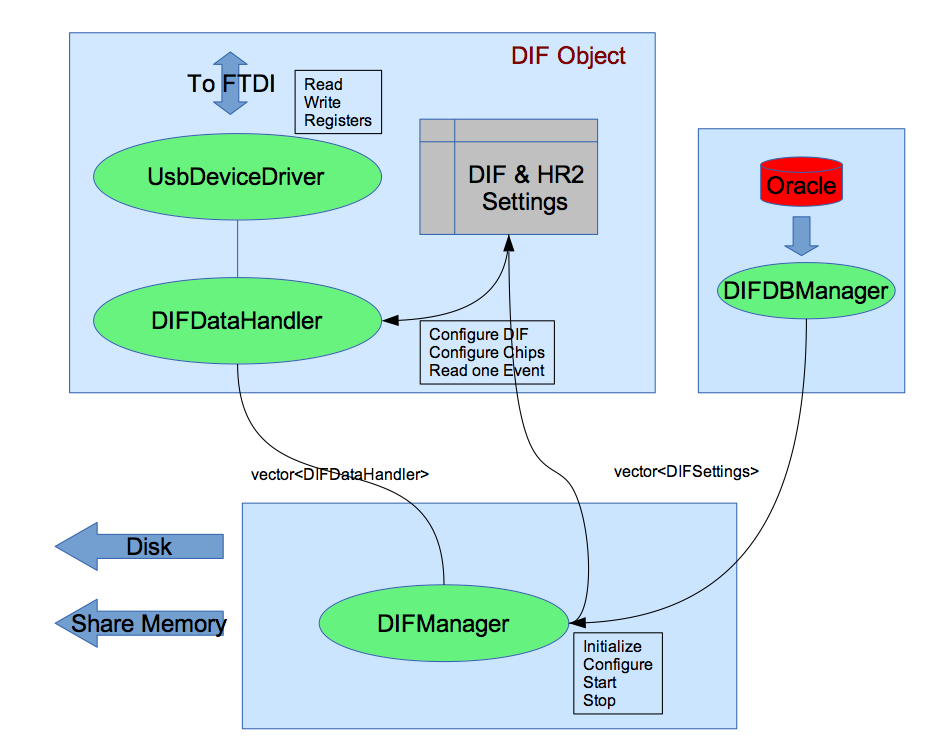 DIF Object
To FTDI
Read
Write
Registers
UsbDeviceDriver
DIF & HR2
Settings
Oracle
DIFDBManager
DIFDataHandler
Configure DIF
Configure Chips
Read one Event
vector<DIFDataHandler>
vector<DIFSettings>
Disk
Share Memory
DIFManager
Initialize
Configure
Start
Stop